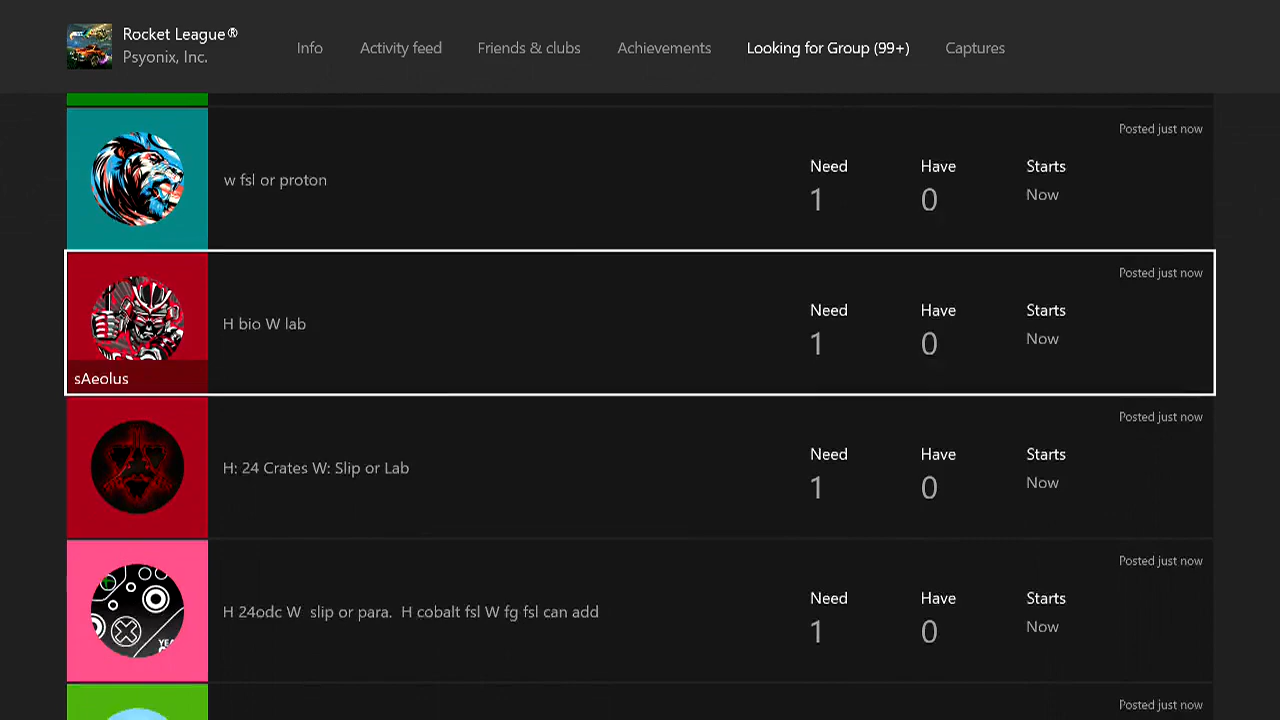 Rocket League®
Psyonix, Inc.
Info
Activity feed
Friends & clubs
Achievements
Looking for Group (99+)
Captures
Posted just now
w fsl or proton
Need
1
Have
0
Starts
Now
Posted just now
H bio W lab
Need
1
Have
0
Starts
Now
sAeolus
Posted just now
H: 24 Crates W: Slip or Lab
Need
1
Have
0
Starts
Now
Posted just now
H 24odc W  slip or para.  H cobalt fsl W fg fsl can add
Need
1
Have
0
Starts
Now
Posted just now